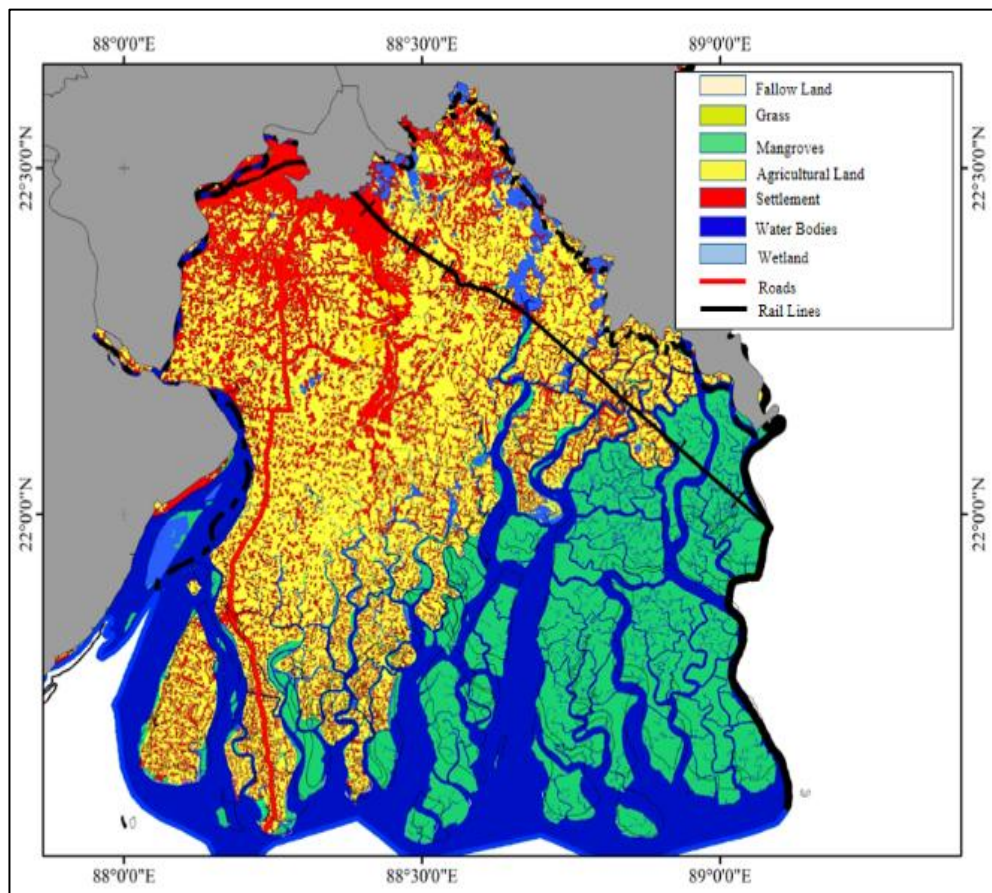 88°0'0"E 88°30'0"E 89°0'0"E
22°30'0"N
22°30'0"N
22°0'0"N
22°0'0"N
Fallow Land
Grass
Mangroves
Agricultural Land
Settlement
Water Bodies
Wetland
Roads
Rail Lines
88°0'0"E 88°30'0"E 89°0'0"E